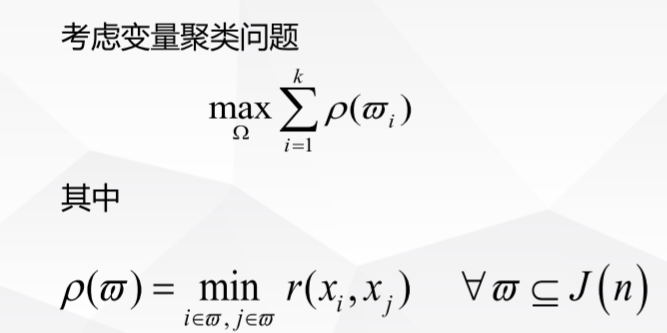 考虑变量聚类问题
max_Ω ∑_{i=1}^{k} ρ(ϖ_i)
其中
ρ(ϖ) = min_{i∈ϖ, j∈ϖ} r(x_i, x_j) ∀ϖ ⊆ J(n)